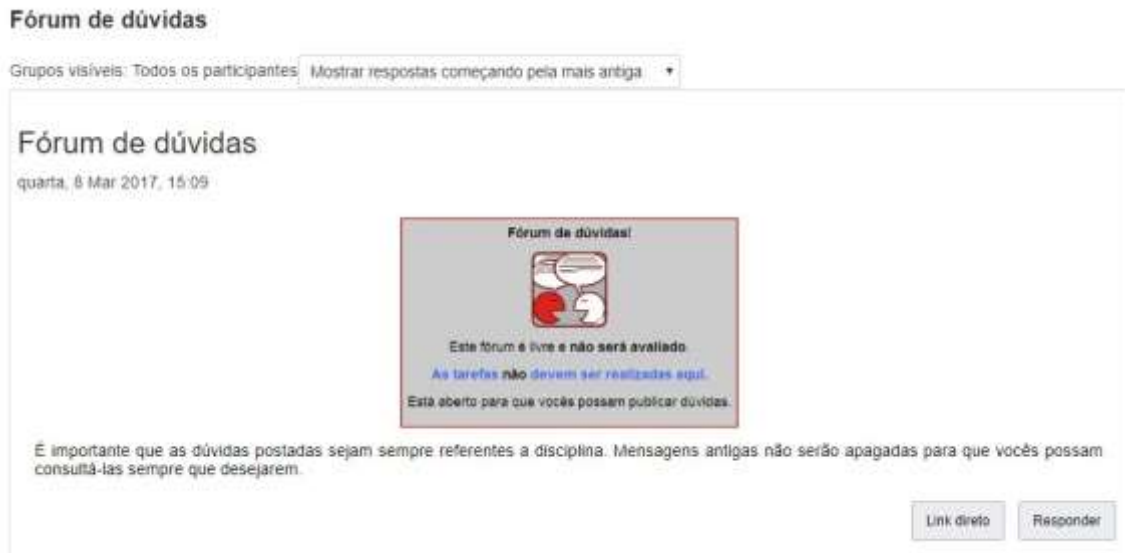 Fórum de dúvidas
Grupos visíveis: Todos os participantes Mostrar respostas começando pela mais antiga
Fórum de dúvidas
quarta, 8 Mar 2017, 15:09
Fórum de dúvidas!
Este fórum é livre e não será avaliado.
As tarefas não devem ser realizadas aqui.
Está aberto para que vocês possam publicar dúvidas.
É importante que as dúvidas postadas sejam sempre referentes a disciplina. Mensagens antigas não serão apagadas para que vocês possam
consultá-las sempre que desejarem.
Link direto Responder